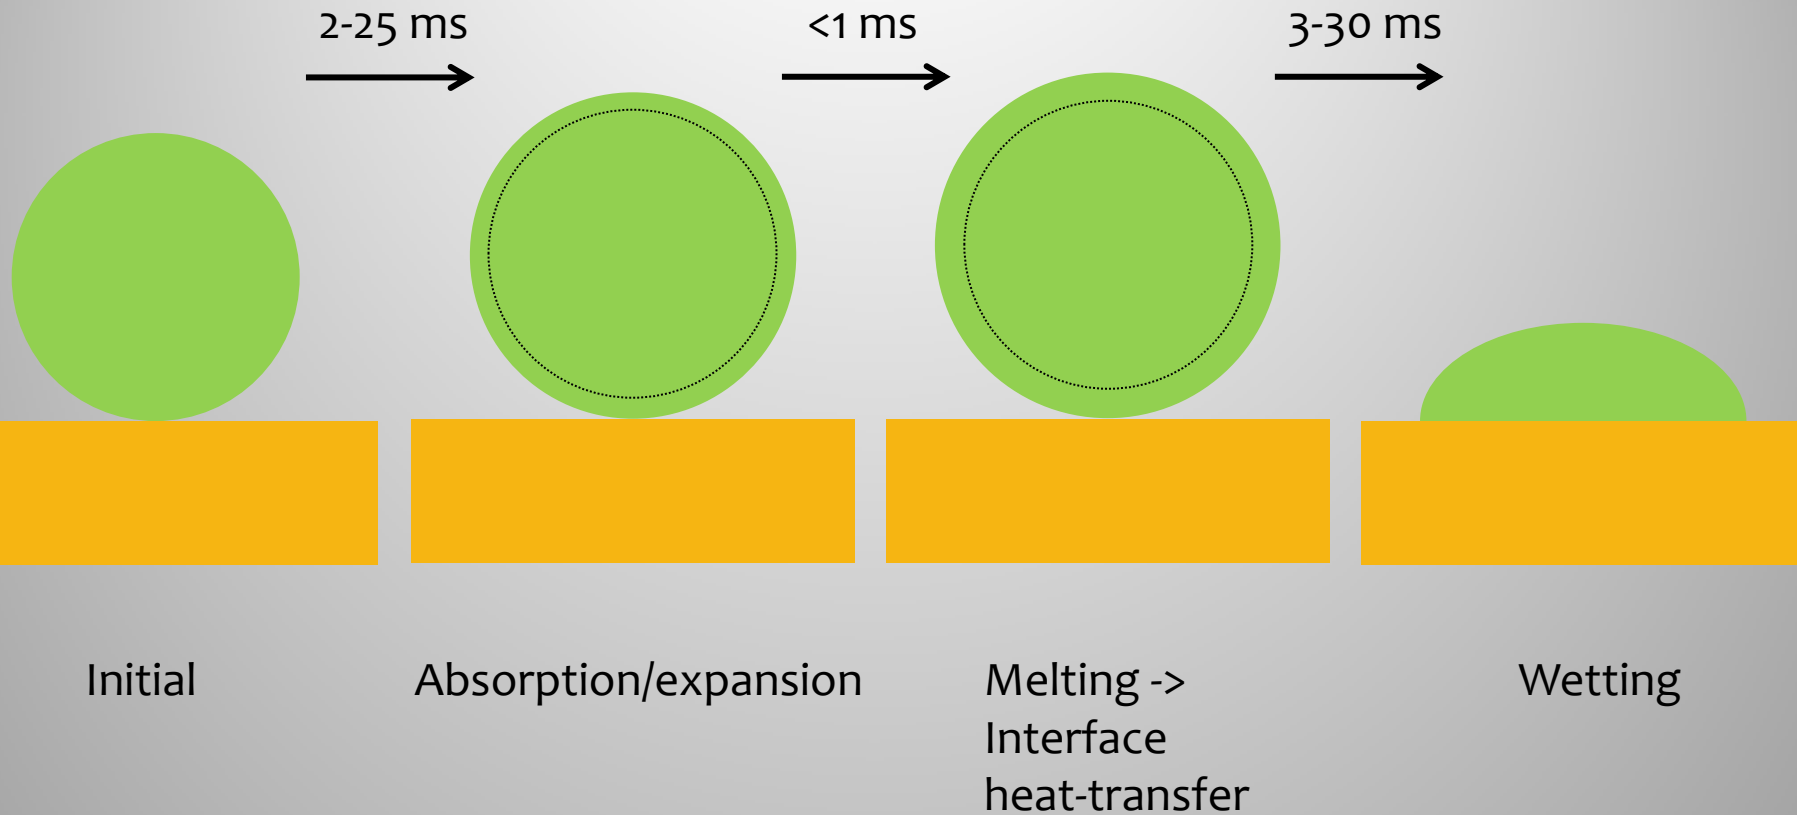 2-25 ms
<1 ms
3-30 ms
Initial
Absorption/expansion
Melting ->
Interface
heat-transfer
Wetting